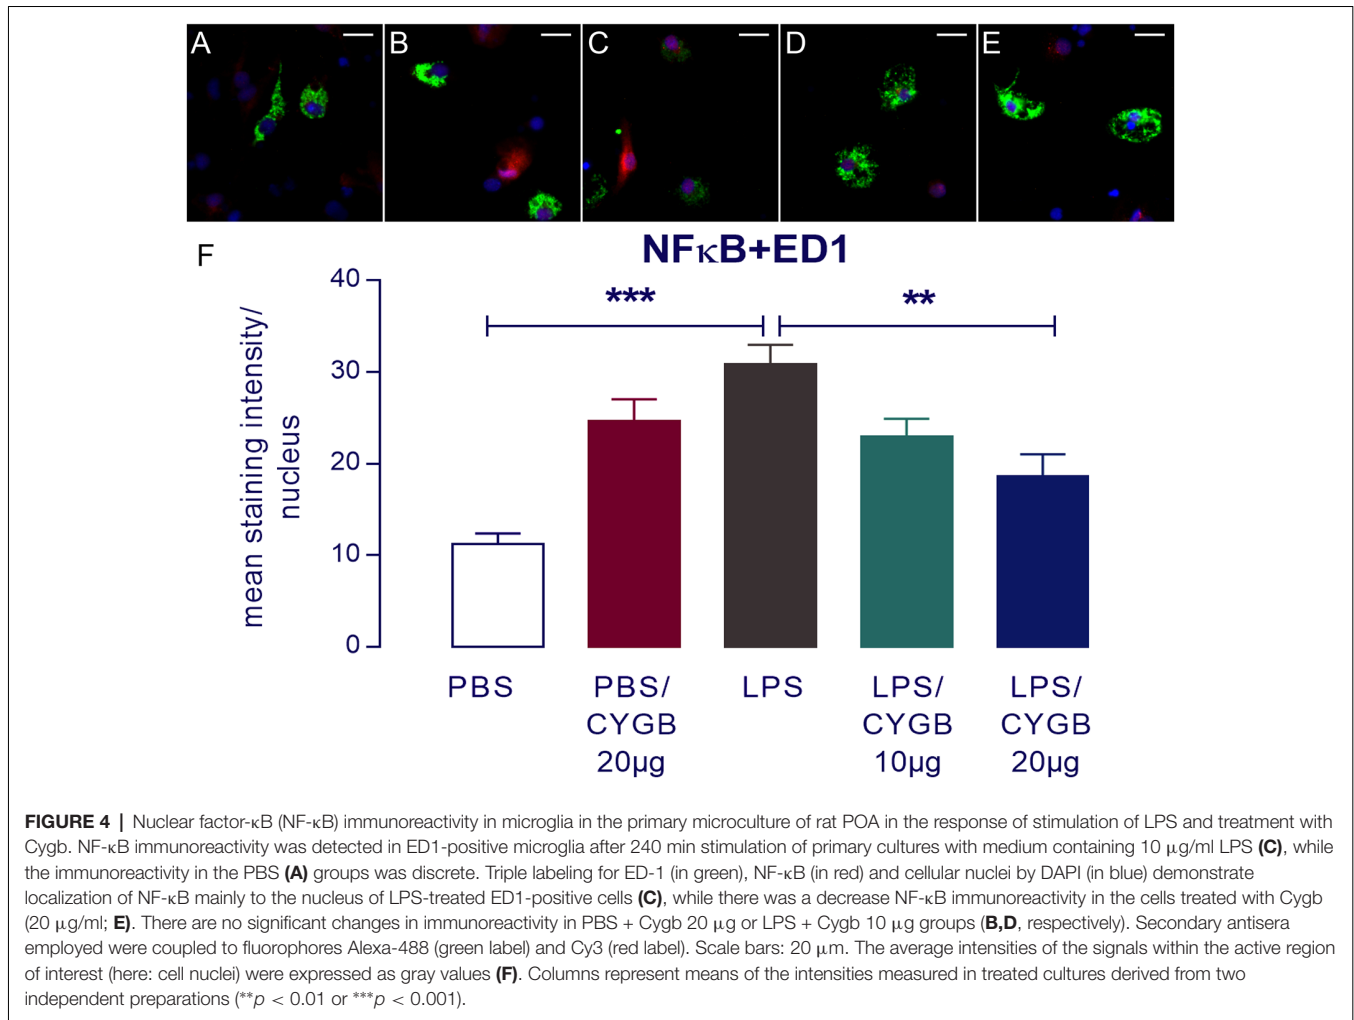 A B C D E
F
NFκB+ED1
mean staining intensity/
nucleus
40
30
20
10
0
*** **
PBS PBS/ LPS LPS/ LPS/
CYGB CYGB CYGB
20µg 10µg 20µg
FIGURE 4 | Nuclear factor-κB (NF-κB) immunoreactivity in microglia in the primary microculture of rat POA in the response of stimulation of LPS and treatment with
Cygb. NF-κB immunoreactivity was detected in ED1-positive microglia after 240 min stimulation of primary cultures with medium containing 10 µg/ml LPS (C), while
the immunoreactivity in the PBS (A) groups was discrete. Triple labeling for ED-1 (in green), NF-κB (in red) and cellular nuclei by DAPI (in blue) demonstrate
localization of NF-κB mainly to the nucleus of LPS-treated ED1-positive cells (C), while there was a decrease NF-κB immunoreactivity in the cells treated with Cygb
(20 µg/ml; E). There are no significant changes in immunoreactivity in PBS + Cygb 20 µg or LPS + Cygb 10 µg groups (B,D, respectively). Secondary antisera
employed were coupled to fluorophores Alexa-488 (green label) and Cy3 (red label). Scale bars: 20 µm. The average intensities of the signals within the active region
of interest (here: cell nuclei) were expressed as gray values (F). Columns represent means of the intensities measured in treated cultures derived from two
independent preparations (**p < 0.01 or ***p < 0.001).